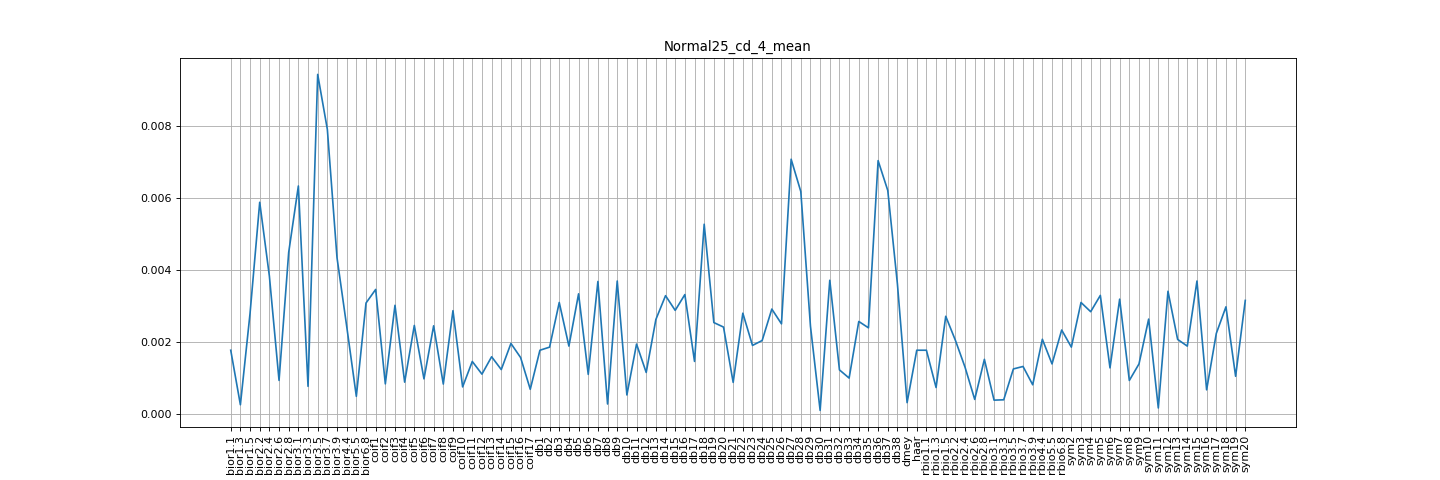 Normal25_cd_4_mean
0.008
0.006
0.004
0.002
0.000
bior1.1
bior1.3
bior1.5
bior2.2
bior2.4
bior2.6
bior2.8
bior3.1
bior3.3
bior3.5
bior3.7
bior3.9
bior4.4
bior5.5
bior6.8
coif1
coif2
coif3
coif4
coif5
coif6
coif7
coif8
coif9
coif10
coif11
coif12
coif13
coif14
coif15
coif16
coif17
db1
db2
db3
db4
db5
db6
db7
db8
db9
db10
db11
db12
db13
db14
db15
db16
db17
db18
db19
db20
db21
db22
db23
db24
db25
db26
db27
db28
db29
db30
db31
db32
db33
db34
db35
db36
db37
db38
dmey
haar
rbio1.1
rbio1.3
rbio1.5
rbio2.2
rbio2.4
rbio2.6
rbio2.8
rbio3.1
rbio3.3
rbio3.5
rbio3.7
rbio3.9
rbio4.4
rbio5.5
rbio6.8
sym2
sym3
sym4
sym5
sym6
sym7
sym8
sym9
sym10
sym11
sym12
sym13
sym14
sym15
sym16
sym17
sym18
sym19
sym20